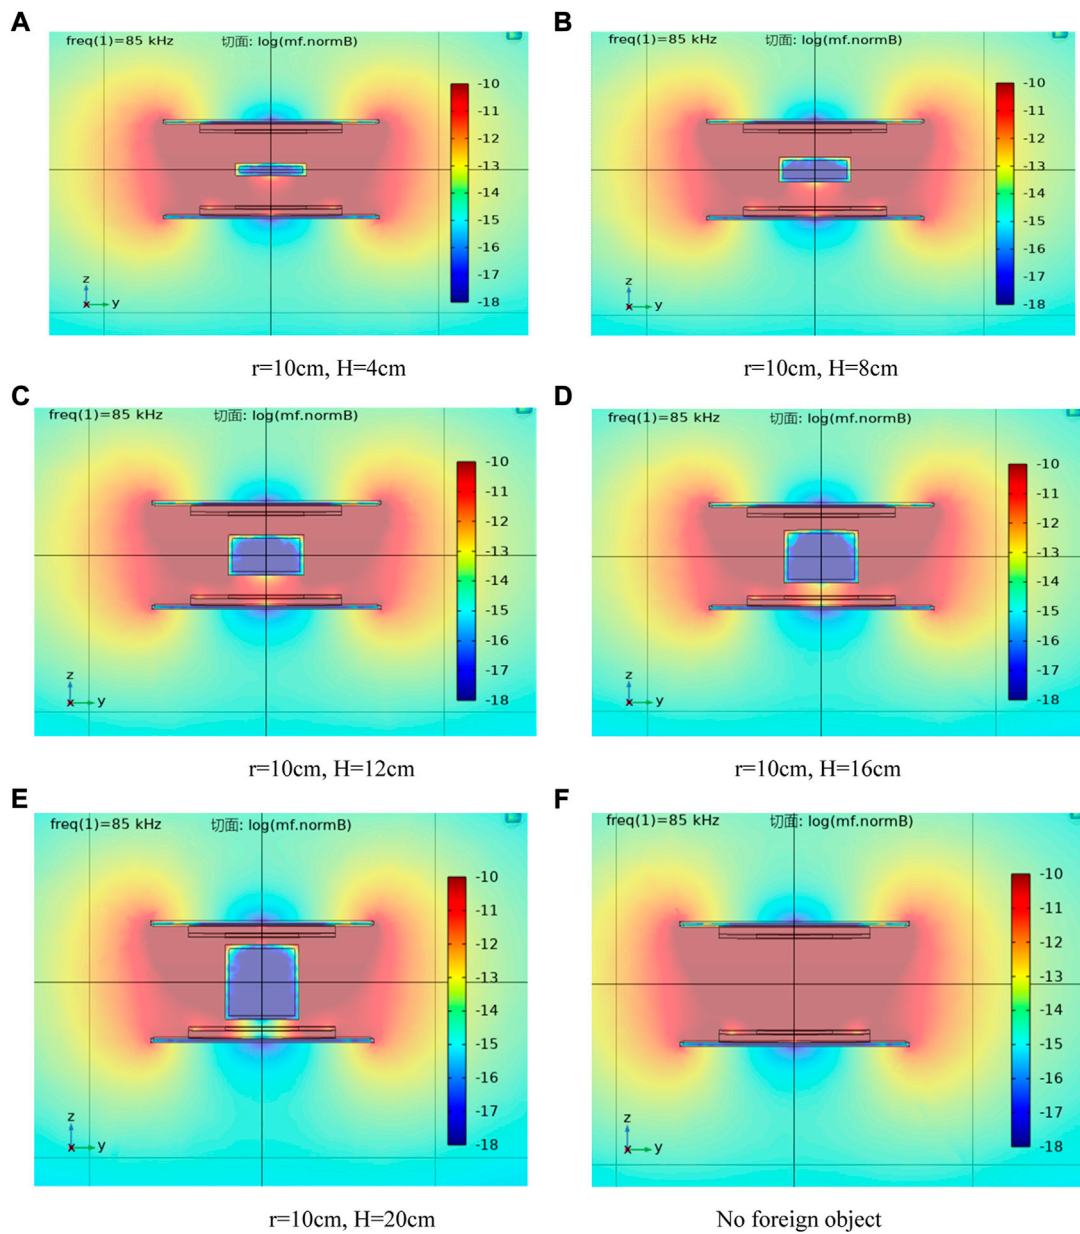 A
B
freq(1)=85 kHz 切面: log(mf.normB)
-10
-11
-12
-13
-14
-15
-16
-17
-18
z
y
x
freq(1)=85 kHz 切面: log(mf.normB)
-10
-11
-12
-13
-14
-15
-16
-17
-18
z
y
x
r=10cm, H=4cm
r=10cm, H=8cm
C
D
freq(1)=85 kHz 切面: log(mf.normB)
-10
-11
-12
-13
-14
-15
-16
-17
-18
z
y
x
freq(1)=85 kHz 切面: log(mf.normB)
-10
-11
-12
-13
-14
-15
-16
-17
-18
z
y
x
r=10cm, H=12cm
r=10cm, H=16cm
E
F
freq(1)=85 kHz 切面: log(mf.normB)
-10
-11
-12
-13
-14
-15
-16
-17
-18
z
y
x
freq(1)=85 kHz 切面: log(mf.normB)
-10
-11
-12
-13
-14
-15
-16
-17
-18
z
y
x
r=10cm, H=20cm
No foreign object